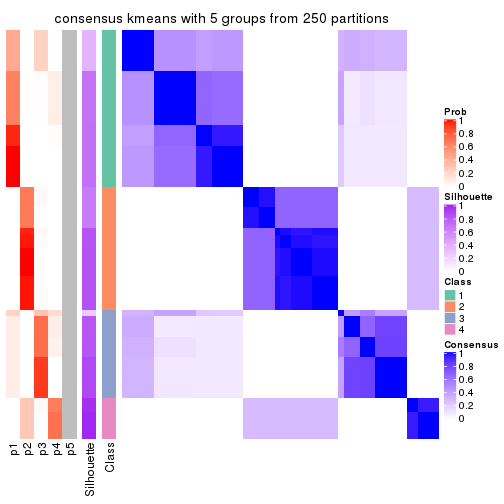 consensus kmeans with 5 groups from 250 partitions
Prob
1
0.8
0.6
0.4
0.2
0
Silhouette
1
0.8
0.6
0.4
0.2
0
Class
1
2
3
4
Consensus
1
0.8
0.6
0.4
0.2
0
p1
p2
p3
p4
p5
Silhouette
Class